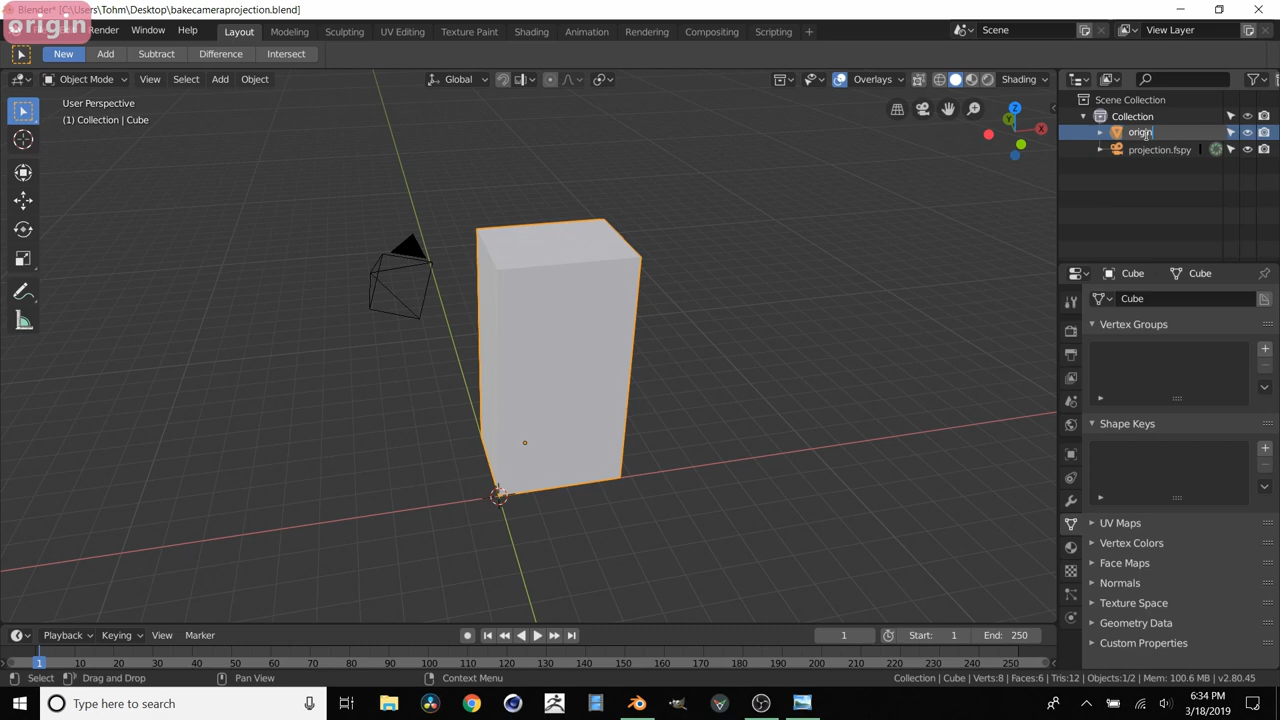 Blender* [C:\Users\Tohm\Desktop\bakecameraprojection.blend]
origin
Render Window Help Layout Modeling Sculpting UV Editing Texture Paint Shading Animation Rendering Compositing Scripting + Scene View Layer
New Add Subtract Difference Intersect
Object Mode View Select Add Object Global Overlays Shading
User Perspective
(1) Collection | Cube
Scene Collection
Collection
origin
projection.fspy
Cube Cube
Cube
Vertex Groups
Shape Keys
UV Maps
Vertex Colors
Face Maps
Normals
Texture Space
Geometry Data
Custom Properties
Playback Keying View Marker 1 Start: 1 End: 250
1 10 20 30 40 50 60 70 80 90 100 110 120 130 140 150 160 170 180 190 200 210 220 230 240 250
Select Drag and Drop Pan View Context Menu Collection | Cube | Verts:8 | Faces:6 | Tris:12 | Objects:1/2 | Mem: 100.6 MB | v2.80.45
Type here to search
6:34 PM
3/18/2019